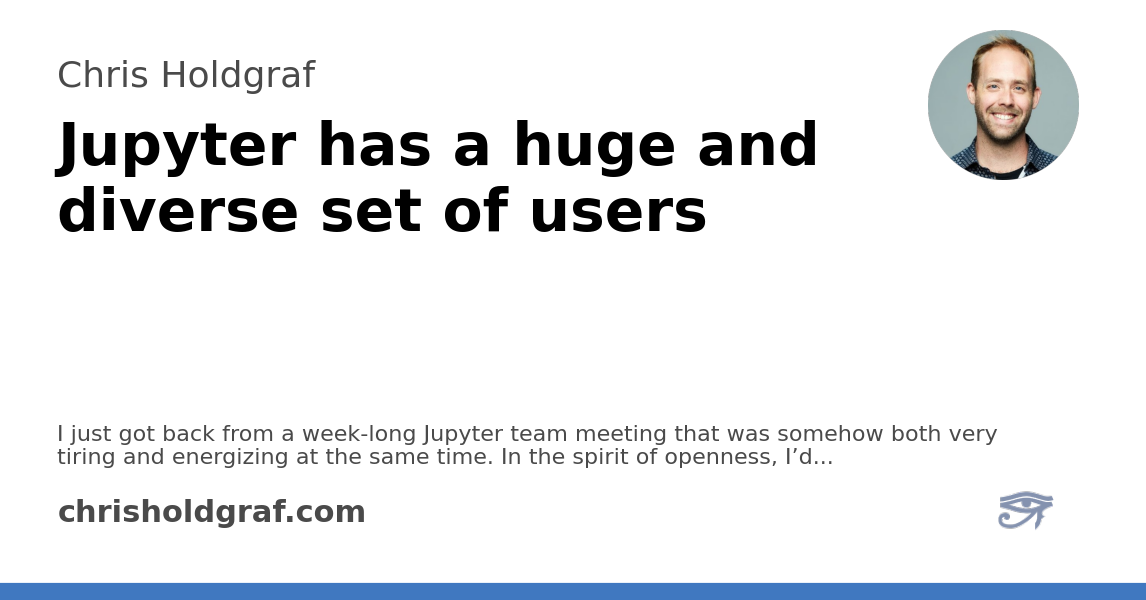 Chris Holdgraf
Jupyter has a huge and
diverse set of users
I just got back from a week-long Jupyter team meeting that was somehow both very
tiring and energizing at the same time. In the spirit of openness, I’d...
chrisholdgraf.com